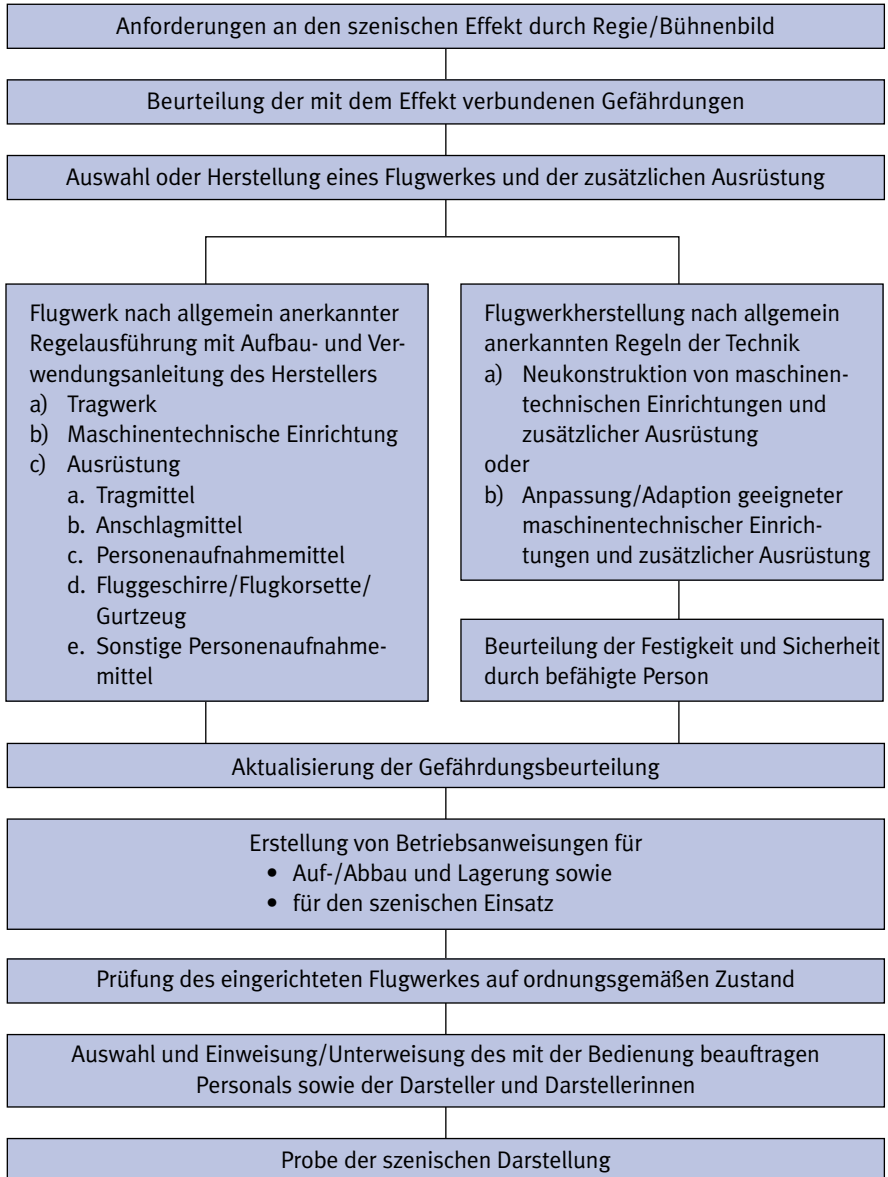 Anforderungen an den szenischen Effekt durch Regie/Bühnenbild
Beurteilung der mit dem Effekt verbundenen Gefährdungen
Auswahl oder Herstellung eines Flugwerkes und der zusätzlichen Ausrüstung
Flugwerk nach allgemein anerkannter
Regelausführung mit Aufbau- und Ver-
wendungsanleitung des Herstellers
a) Tragwerk
b) Maschinentechnische Einrichtung
c) Ausrüstung
a. Tragmittel
b. Anschlagmittel
c. Personenaufnahmemittel
d. Fluggeschirre/Flugkorsette/
Gurtzeug
e. Sonstige Personenaufnahme-
mittel
Flugwerkherstellung nach allgemein
anerkannten Regeln der Technik
a) Neukonstruktion von maschinen-
technischen Einrichtungen und
zusätzlicher Ausrüstung
oder
b) Anpassung/Adaption geeigneter
maschinentechnischer Einrich-
tungen und zusätzlicher Ausrüstung
Beurteilung der Festigkeit und Sicherheit
durch befähigte Person
Aktualisierung der Gefährdungsbeurteilung
Erstellung von Betriebsanweisungen für
• Auf-/Abbau und Lagerung sowie
• für den szenischen Einsatz
Prüfung des eingerichteten Flugwerkes auf ordnungsgemäßen Zustand
Auswahl und Einweisung/Unterweisung des mit der Bedienung beauftragen
Personals sowie der Darsteller und Darstellerinnen
Probe der szenischen Darstellung